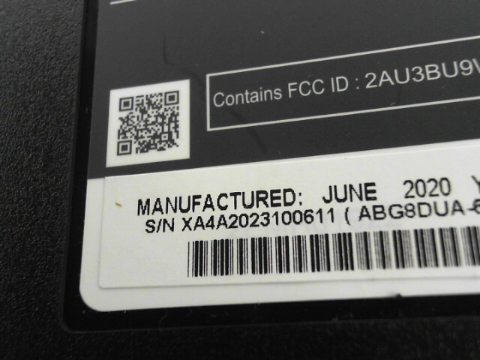 Contains FCC ID : 2AU3BU9
MANUFACTURED: JUNE 2020
S/N XA4A2023100611 ( ABG8DUA-